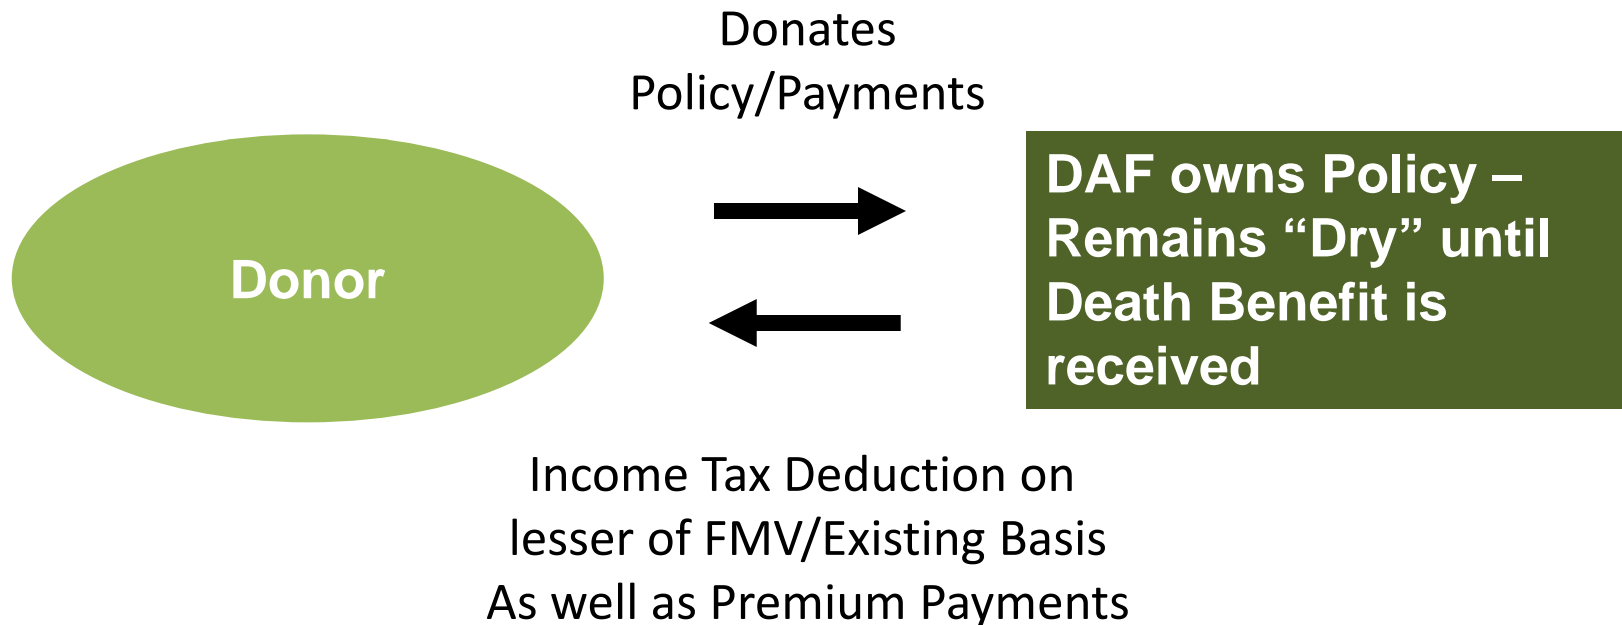 Donates
Policy/Payments
Donor
DAF owns Policy –
Remains “Dry” until
Death Benefit is
received
Income Tax Deduction on
lesser of FMV/Existing Basis
As well as Premium Payments